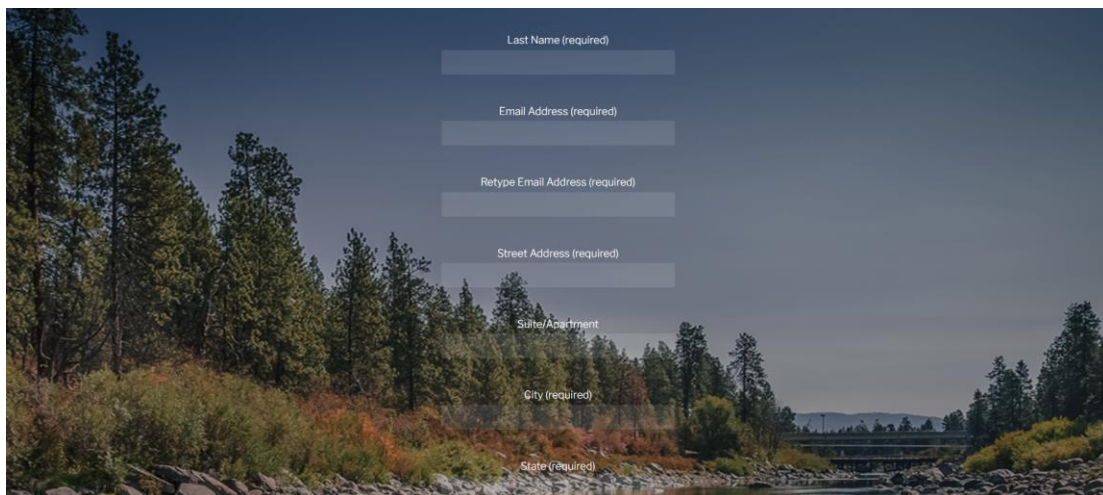 Last Name (required)
Email Address (required)
Retype Email Address (required)
Street Address (required)
Suite/Apartment
City (required)
State (required)